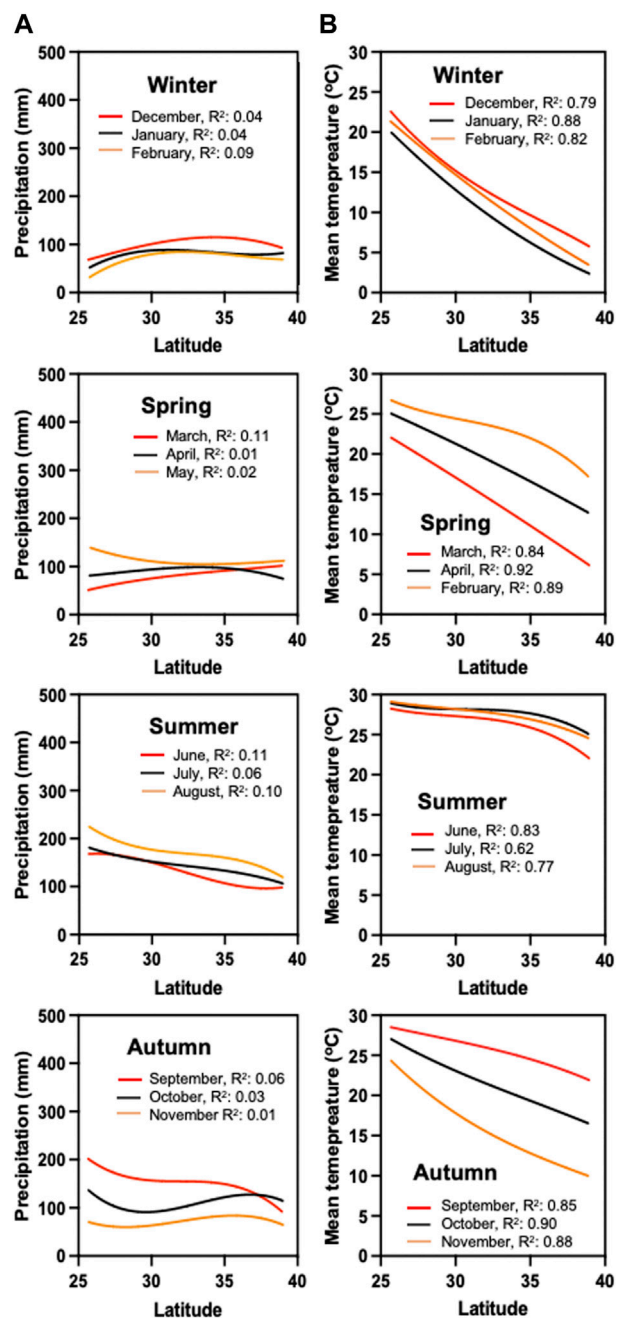 A
B
Precipitation (mm)
500
400
300
200
100
0
Winter
December, R²: 0.04
January, R²: 0.04
February, R²: 0.09
25
30
35
40
Latitude
Mean temepreature (ºC)
30
25
20
15
10
5
0
Winter
December, R²: 0.79
January, R²: 0.88
February, R²: 0.82
25
30
35
40
Latitude
Precipitation (mm)
500
400
300
200
100
0
Spring
March, R²: 0.11
April, R²: 0.01
May, R²: 0.02
25
30
35
40
Latitude
Mean temepreature (ºC)
30
25
20
15
10
5
0
Spring
March, R²: 0.84
April, R²: 0.92
February, R²: 0.89
25
30
35
40
Latitude
Precipitation (mm)
500
400
300
200
100
0
Summer
June, R²: 0.11
July, R²: 0.06
August, R²: 0.10
25
30
35
40
Latitude
Mean temepreature (ºC)
30
25
20
15
10
5
0
Summer
June, R²: 0.83
July, R²: 0.62
August, R²: 0.77
25
30
35
40
Latitude
Precipitation (mm)
500
400
300
200
100
0
Autumn
September, R²: 0.06
October, R²: 0.03
November R²: 0.01
25
30
35
40
Latitude
Mean temepreature (ºC)
30
25
20
15
10
5
0
Autumn
September, R²: 0.85
October, R²: 0.90
November, R²: 0.88
25
30
35
40
Latitude